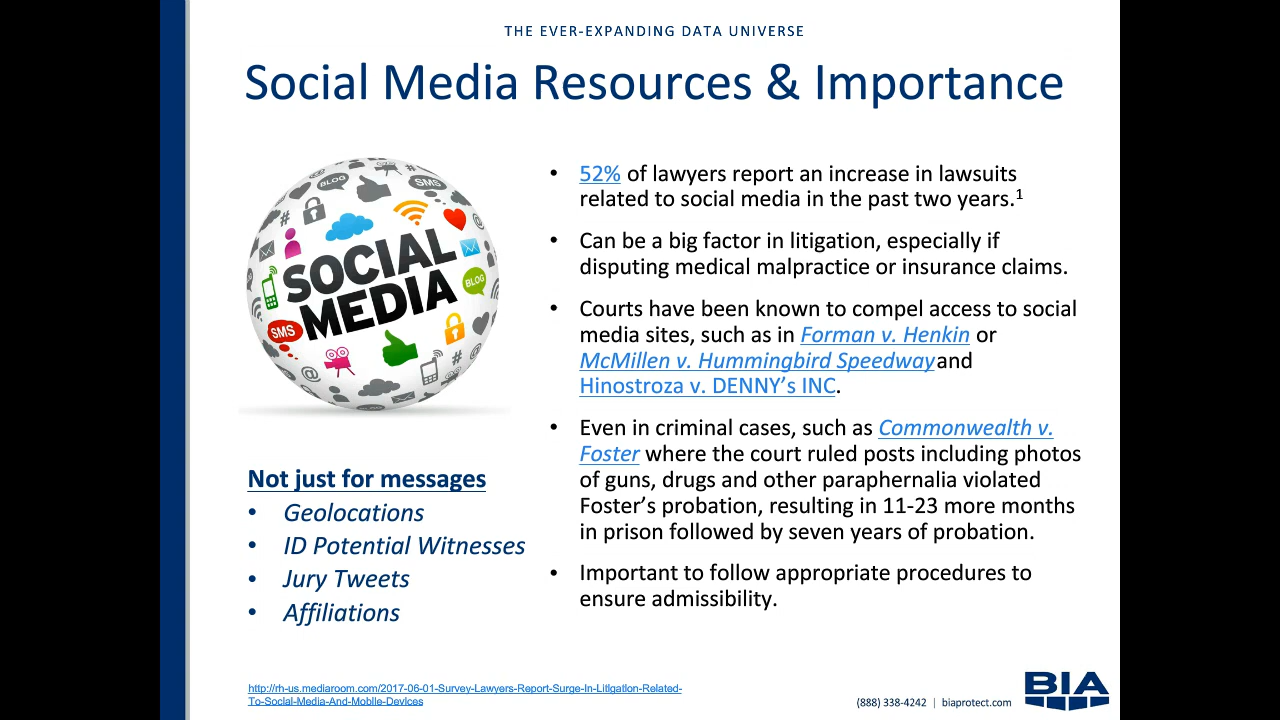 THE EVER-EXPANDING DATA UNIVERSE
Social Media Resources & Importance
BLOG
SMS
#
@
SOCIAL
MEDIA
BLOG
SMS
@
#
#
@
Not just for messages
• Geolocations
• ID Potential Witnesses
• Jury Tweets
• Affiliations
• 52% of lawyers report an increase in lawsuits
related to social media in the past two years.1
• Can be a big factor in litigation, especially if
disputing medical malpractice or insurance claims.
• Courts have been known to compel access to social
media sites, such as in Forman v. Henkin or
McMillen v. Hummingbird Speedway and
Hinostroza v. DENNY's INC.
• Even in criminal cases, such as Commonwealth v.
Foster where the court ruled posts including photos
of guns, drugs and other paraphernalia violated
Foster's probation, resulting in 11-23 more months
in prison followed by seven years of probation.
• Important to follow appropriate procedures to
ensure admissibility.
http://rh-us.mediaroom.com/2017-06-01-Survey-Lawyers-Report-Surge-In-Litigation-Related-
To-Social-Media-And-Mobile-Devices
(888) 338-4242 | biaprotect.com
BIA